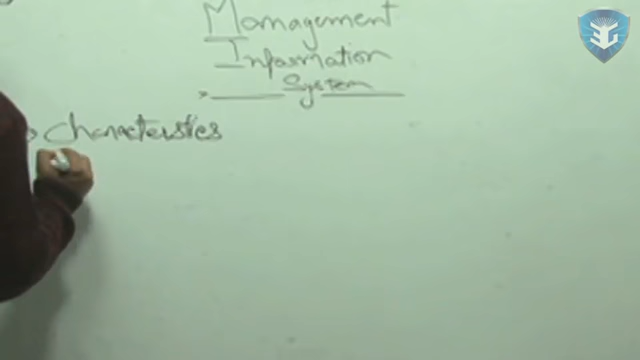 Management
Information
System
Characterstics